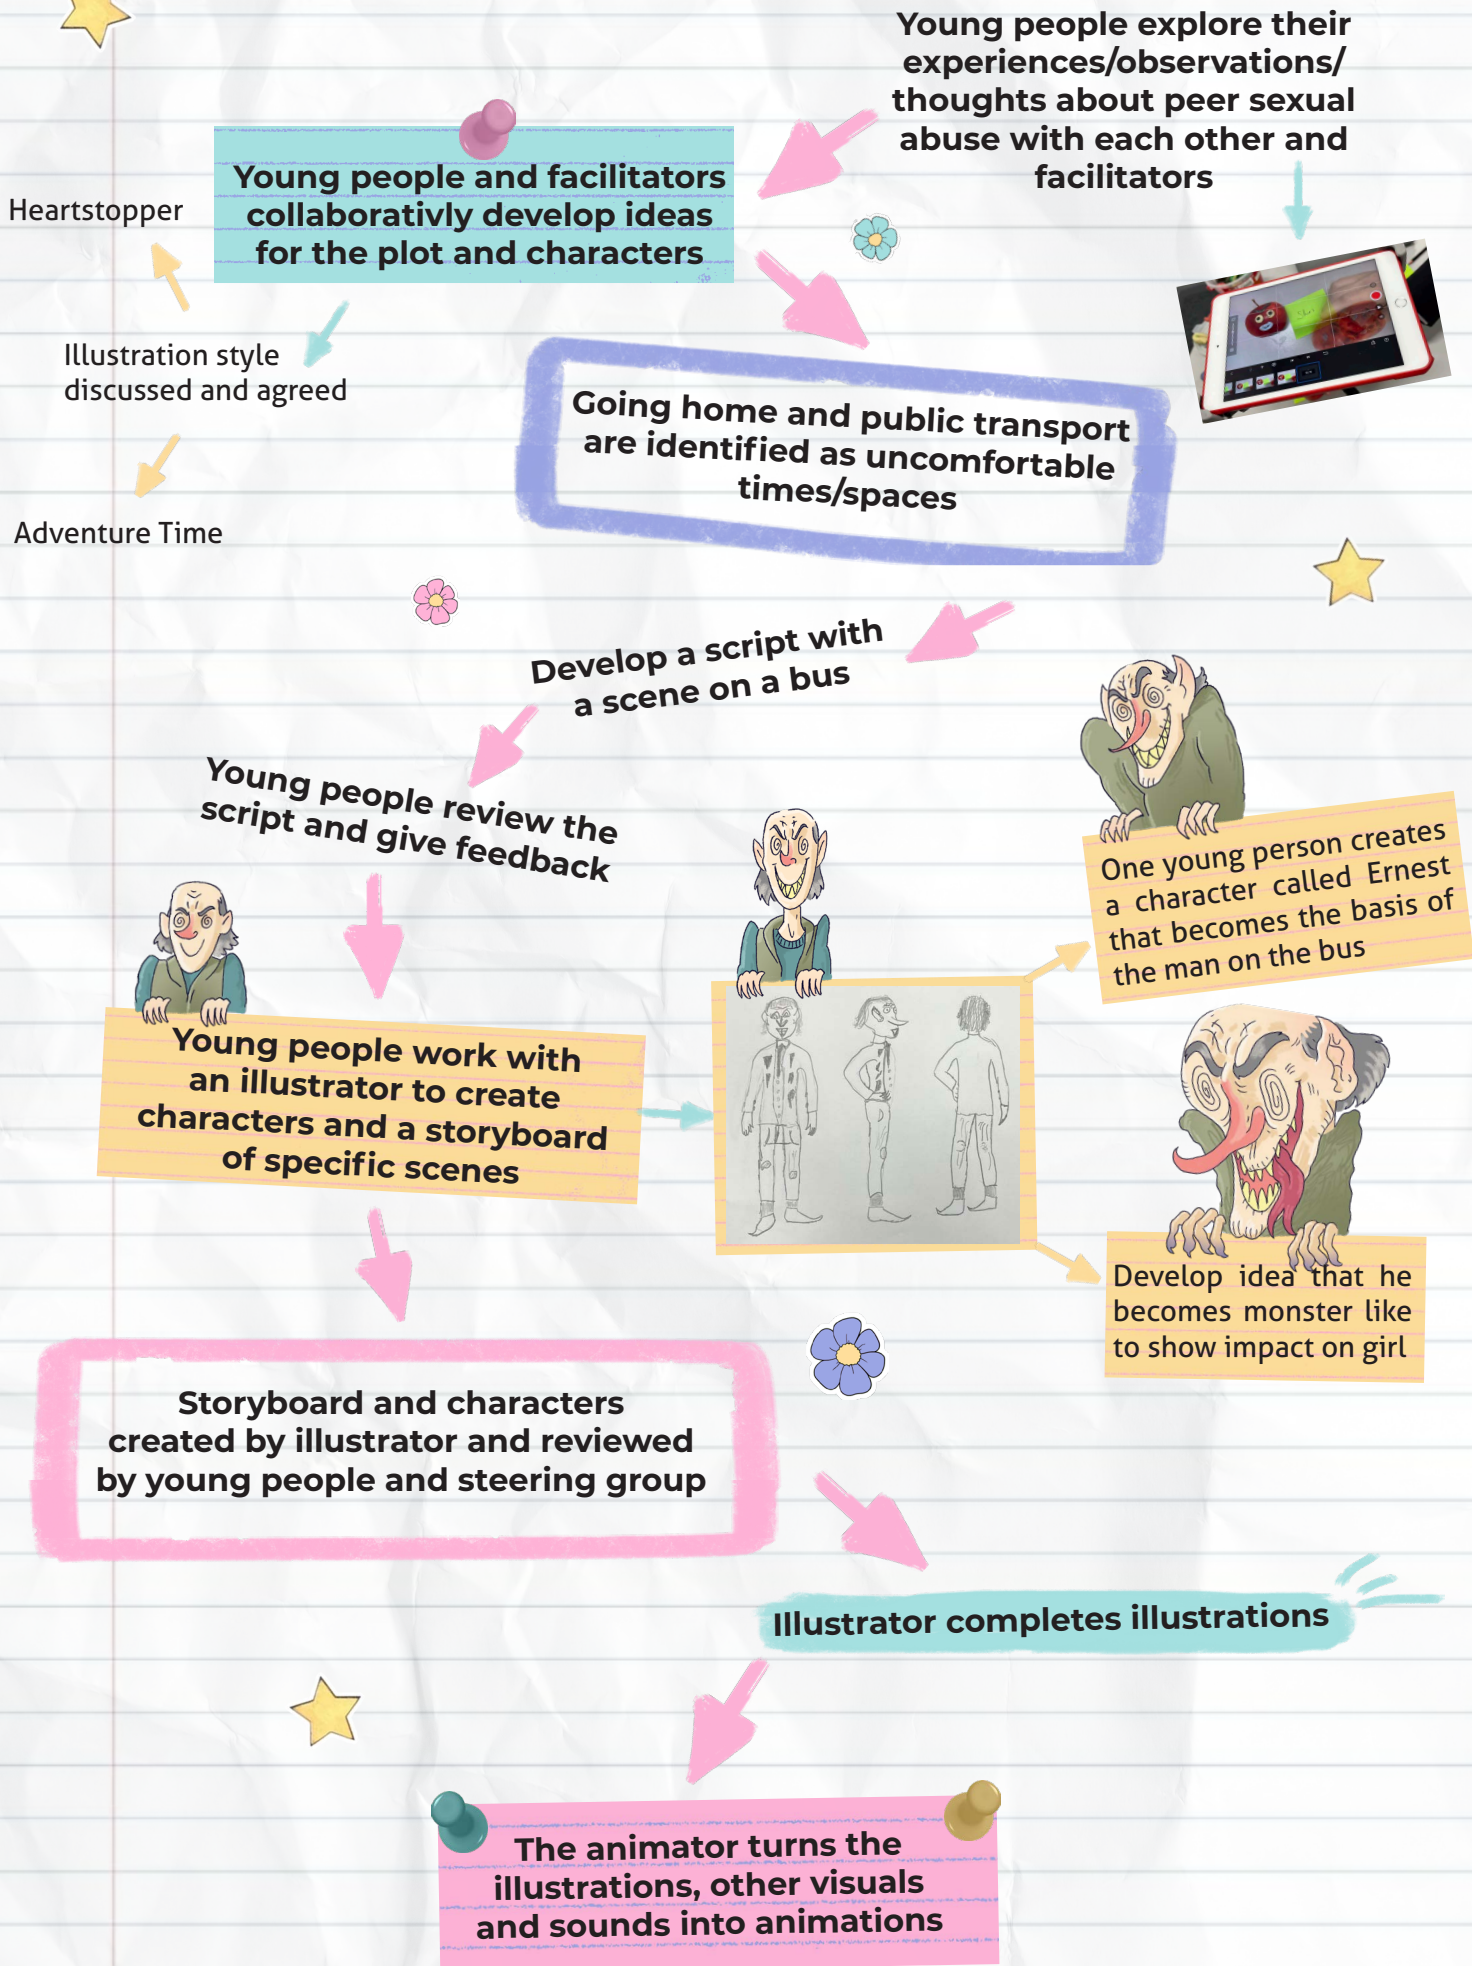 Young people explore their
experiences/observations/
thoughts about peer sexual
abuse with each other and
facilitators
Young people and facilitators
collaborativly develop ideas
for the plot and characters
Heartstopper
Illustration style
discussed and agreed
Adventure Time
Going home and public transport
are identified as uncomfortable
times/spaces
Develop a script with
a scene on a bus
Young people review the
script and give feedback
Young people work with
an illustrator to create
characters and a storyboard
of specific scenes
One young person creates
a character called Ernest
that becomes the basis of
the man on the bus
Develop idea that he
becomes monster like
to show impact on girl
Storyboard and characters
created by illustrator and reviewed
by young people and steering group
Illustrator completes illustrations
The animator turns the
illustrations, other visuals
and sounds into animations